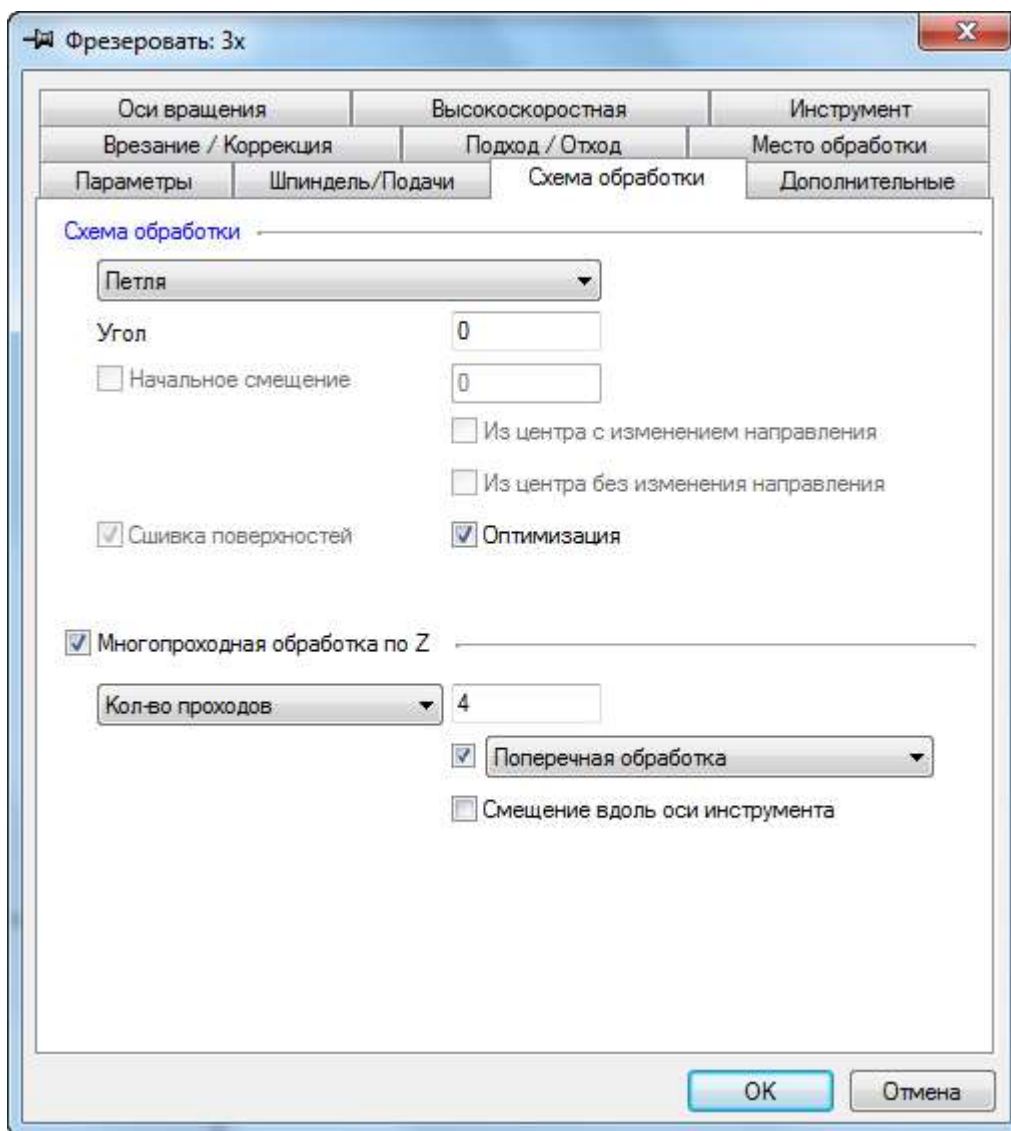 Фрезеровать: 3x
Оси вращения Высокоскоростная Инструмент
Врезание / Коррекция Подход / Отход Место обработки
Параметры Шпиндель/Подачи Схема обработки Дополнительные
Схема обработки
Петля
Угол 0
Начальное смещение 0
Из центра с изменением направления
Из центра без изменения направления
Сшивка поверхностей Оптимизация
Многопроходная обработка по Z
Кол-во проходов 4
Поперечная обработка
Смещение вдоль оси инструмента
OK Отмена